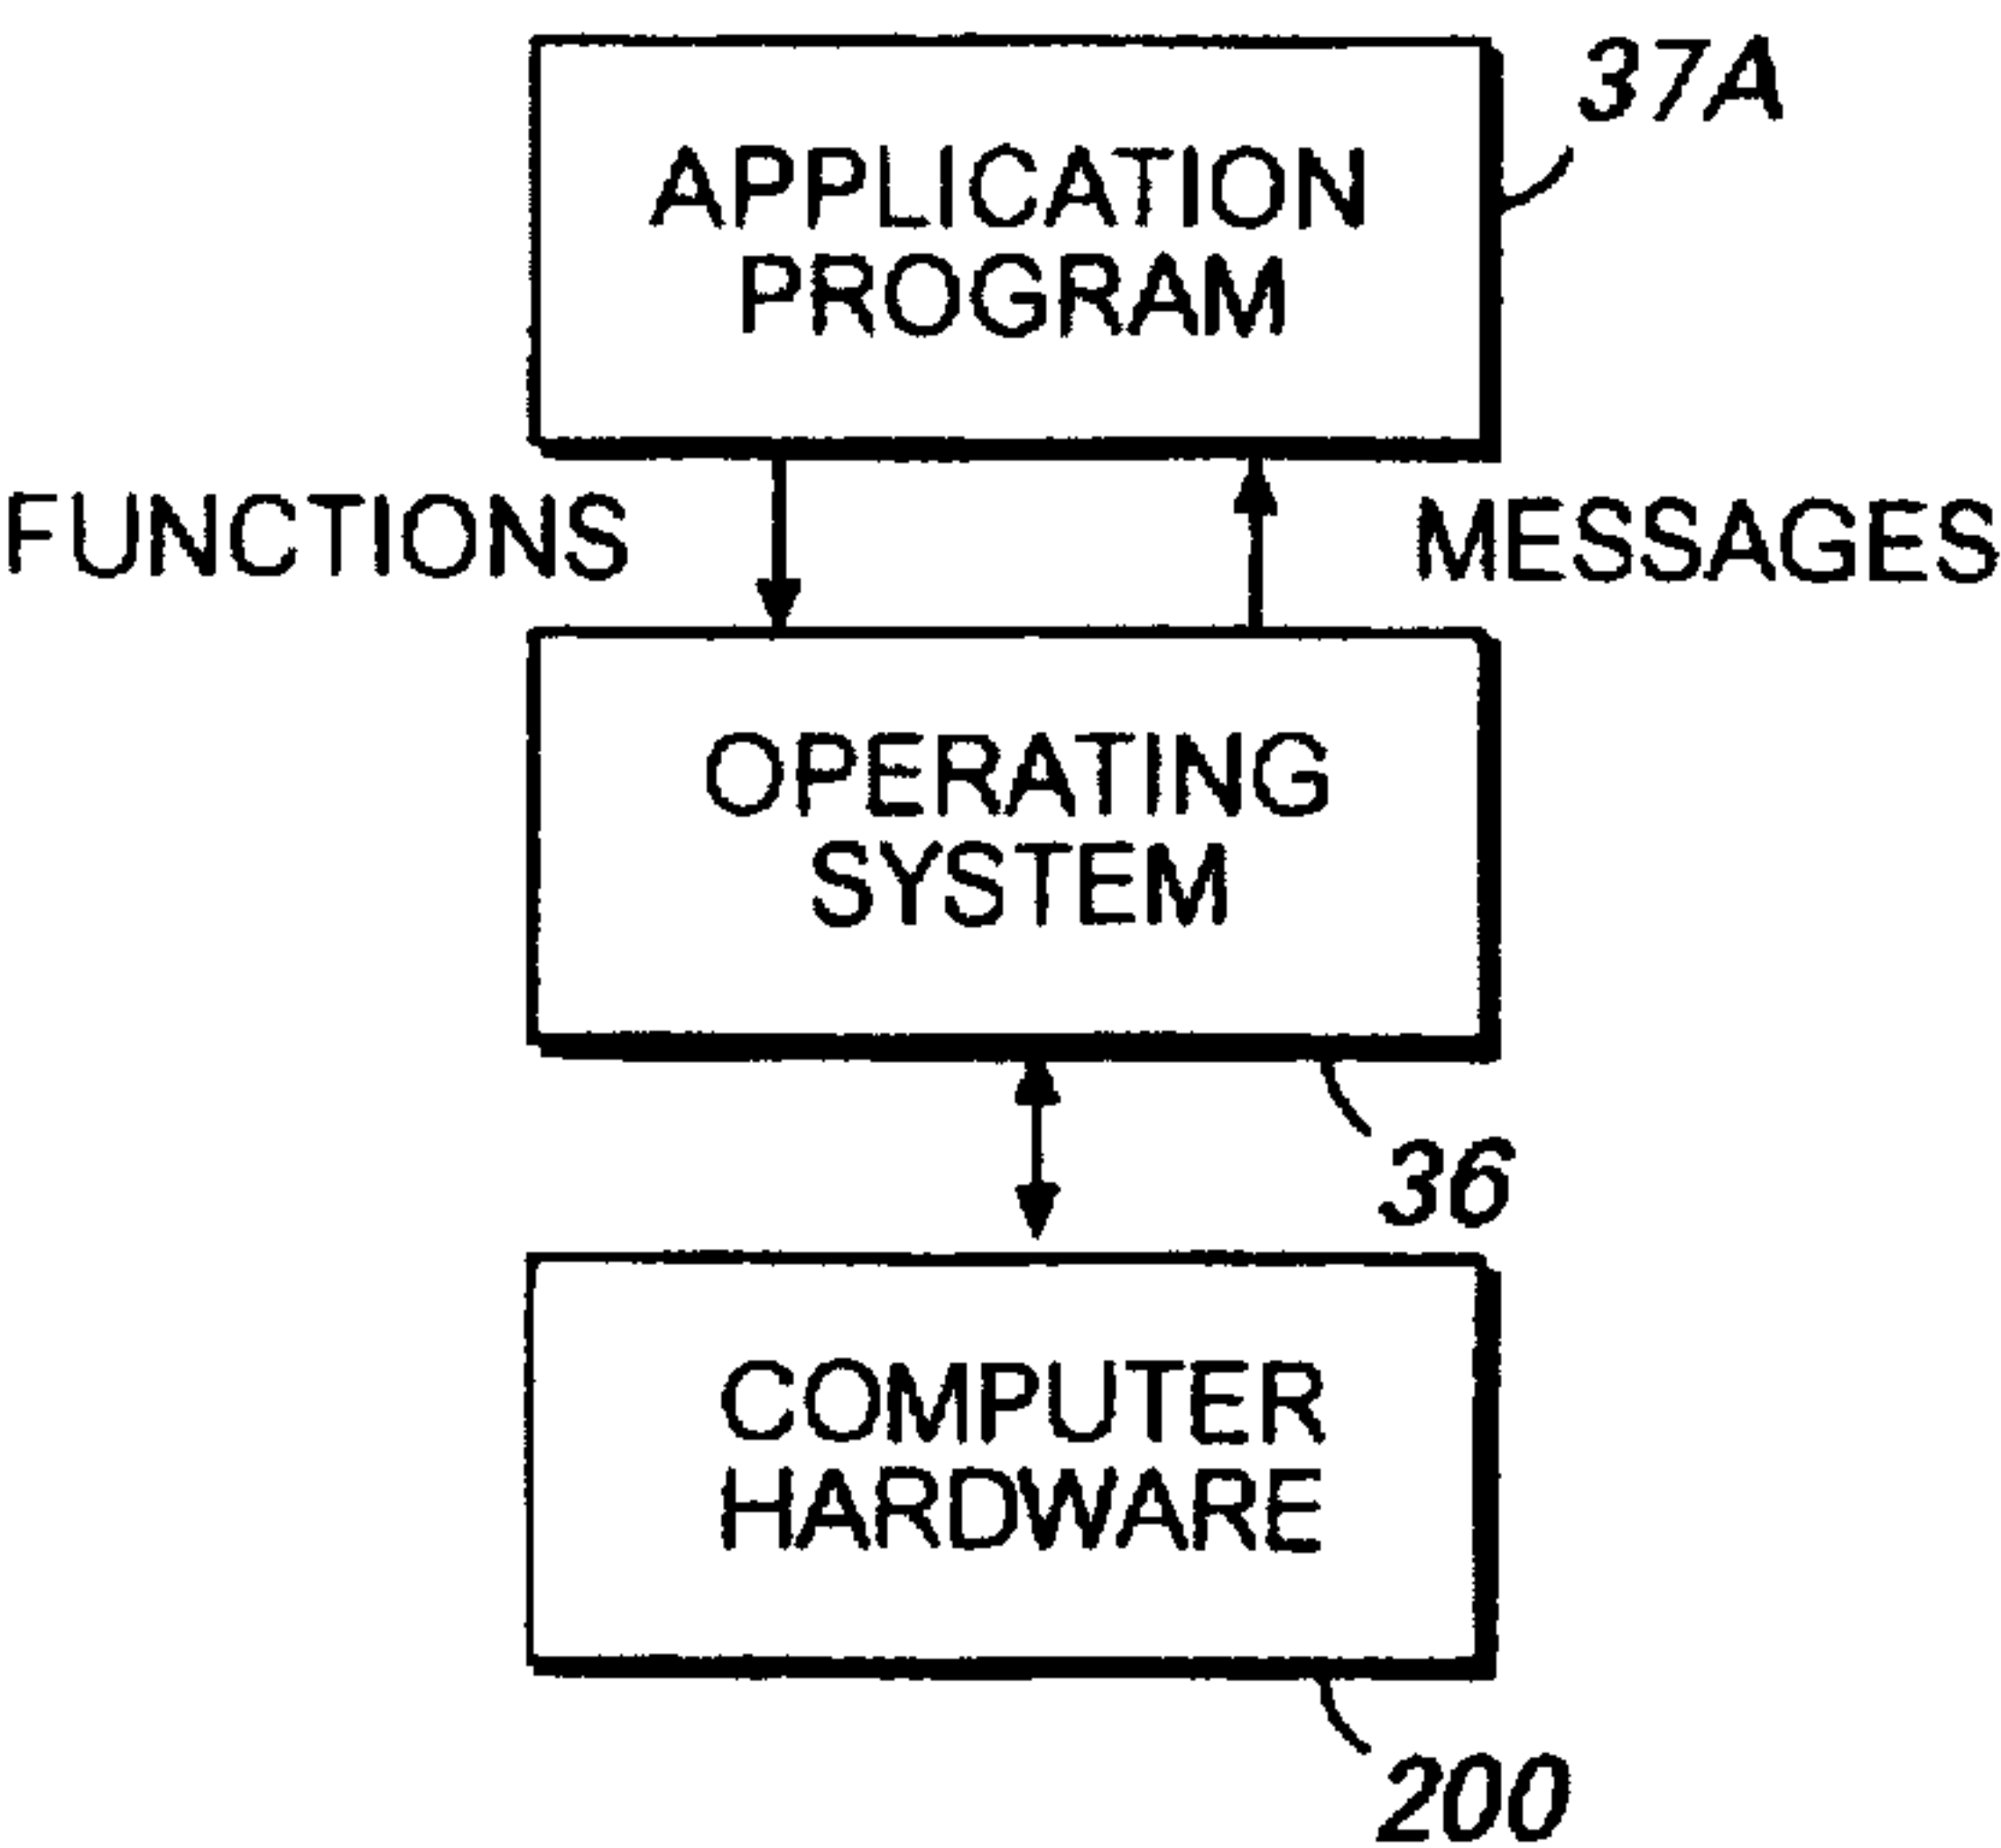 37A
APPLICATION
PROGRAM
FUNCTIONS
MESSAGES
OPERATING
SYSTEM
36
COMPUTER
HARDWARE
200